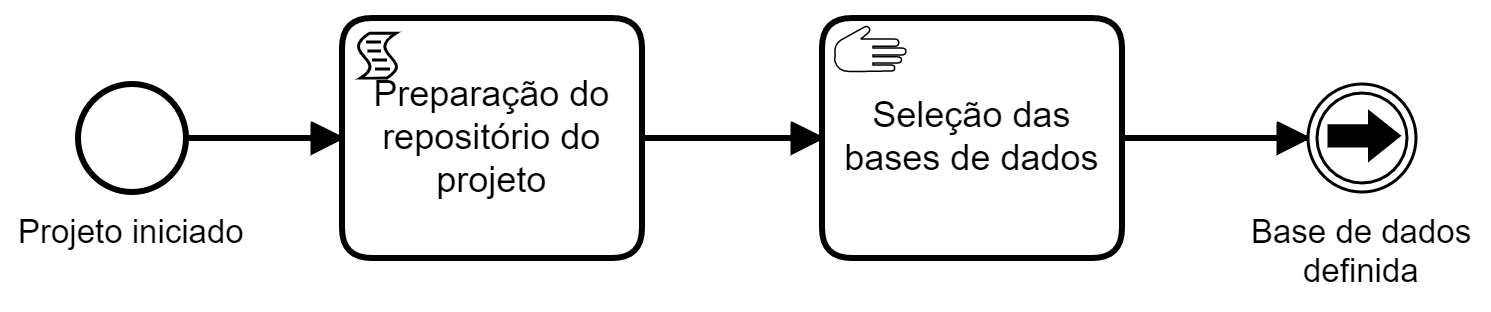 Projeto iniciado
Preparação do
repositório do
projeto
Seleção das
bases de dados
Base de dados
definida